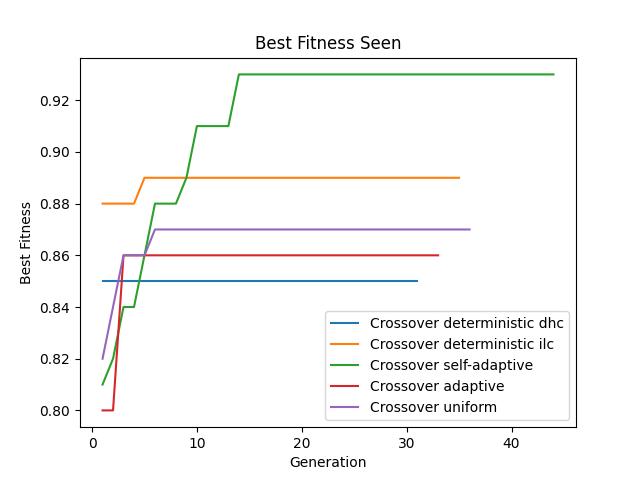 Best Fitness Seen
Best Fitness
0.92
0.90
0.88
0.86
0.84
0.82
0.80
Crossover deterministic dhc
Crossover deterministic ilc
Crossover self-adaptive
Crossover adaptive
Crossover uniform
0 10 20 30 40
Generation